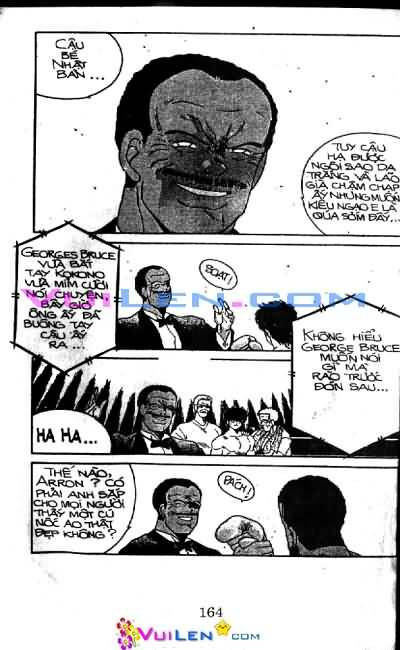 CẬU
BÉ
NHẬT
BẢN...
TUY CẬU
HẠ ĐƯỢC
NGÔI SAO DA
TRẮNG VÀ LÃO
GIÀ CHẬM CHẠP
ẤY NHƯNG MUỐN
KIÊU NGẠO E LÀ
QUÁ SỚM ĐẤY...
GEORGES BRUCE
VỪA BẮT
TAY KOKONO
VỪA MỈM CƯỜI
NÓI CHUYỆN
BÂY GIỜ
ÔNG ẤY ĐÃ
BUÔNG TAY
CẬU ẤY
RA...
SOẠT!
KHÔNG HIỂU
GEORGE BRUCE
MUỐN NÓI
GÌ MÀ
RÀO TRƯỚC
ĐÓN SAU...
HA HA...
THẾ NÀO,
ARRON? CÓ
PHẢI ANH SẮP
CHO MỌI NGƯỜI
THẤY MỘT CÚ
NỐC AO THẬT
ĐẸP KHÔNG?
BÁCH!
VUILEN.COM
164
VUILEN.COM